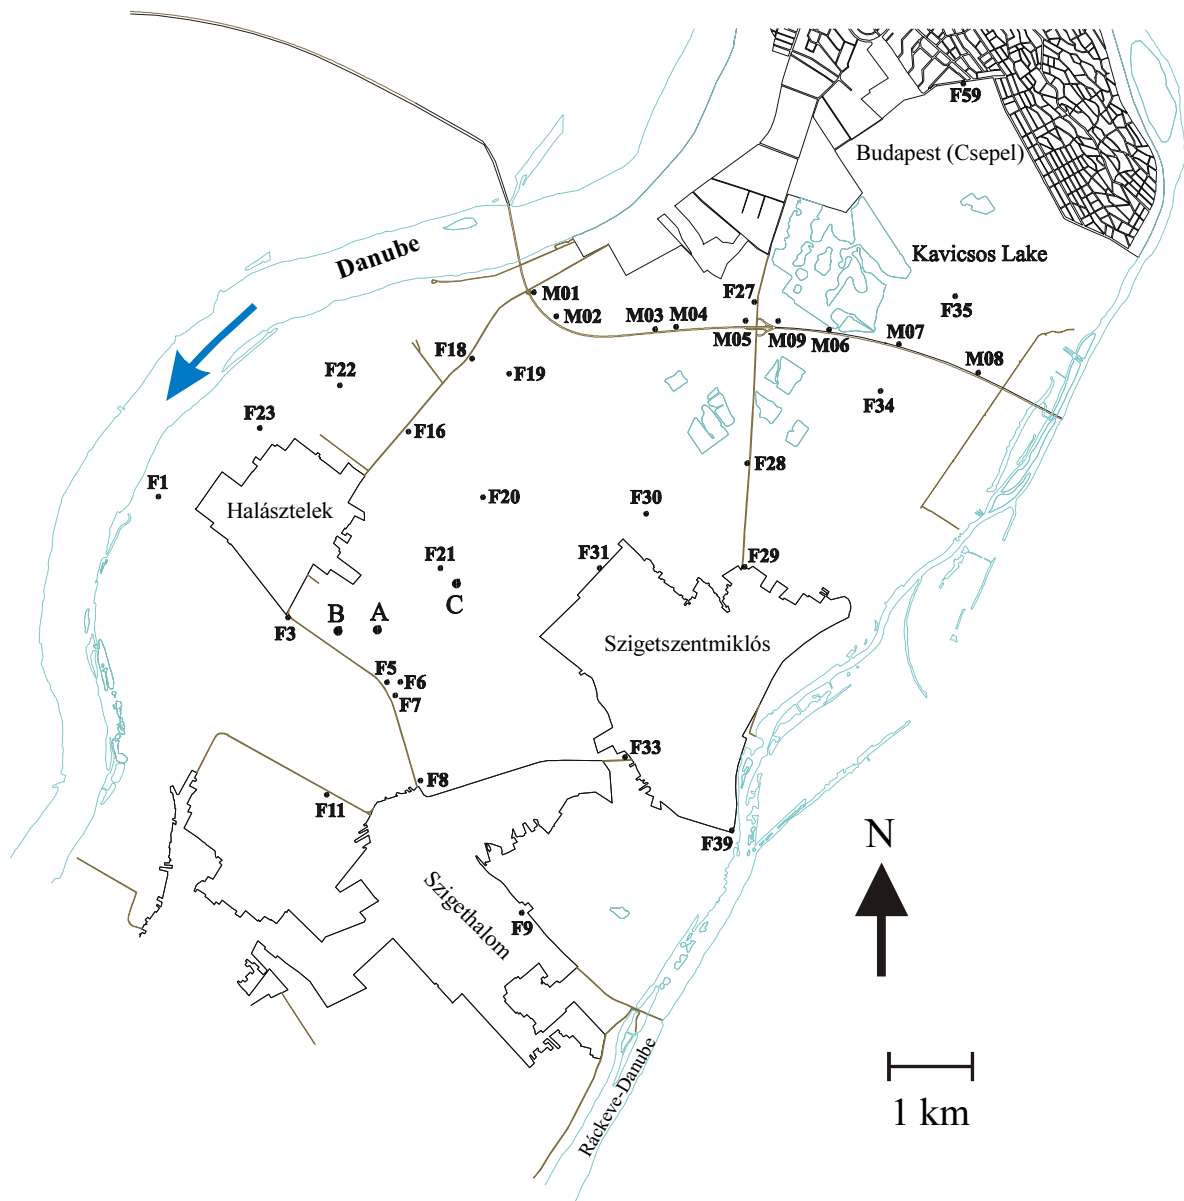 F59
Budapest (Csepel)
Danube
Kavicsos Lake
M01
F27
F35
M02
M03
M04
M05
M09
M06
M07
M08
F18
F19
F22
F34
F23
F16
F1
F28
F20
F30
Halásztelek
F21
F31
F29
C
B
A
F3
Szigetszentmiklós
F5
F6
F7
F33
F8
F11
F39
N
Szigethalom
F9
Ráckeve-Danube
1 km